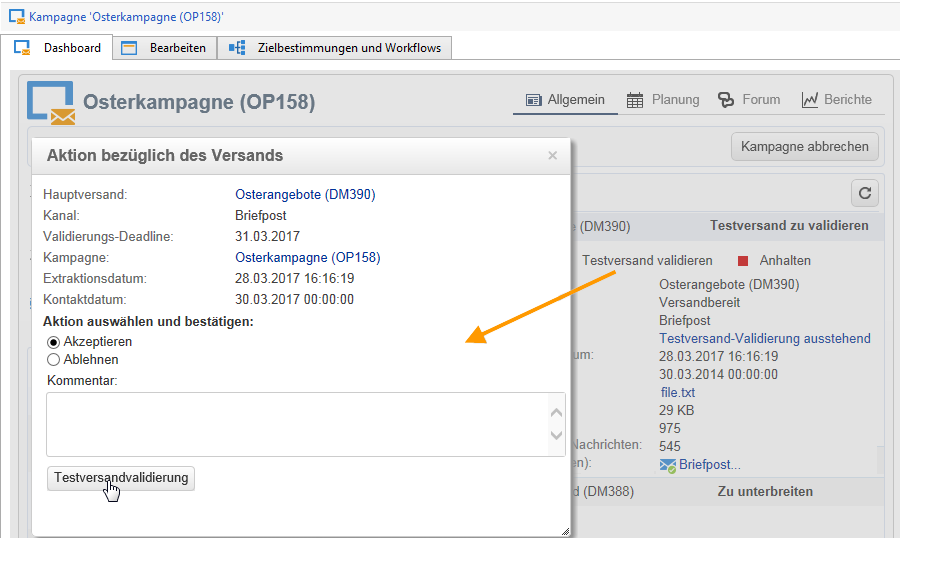 Kampagne 'Osterkampagne (OP158)'
Dashboard Bearbeiten Zielbestimmungen und Workflows
Osterkampagne (OP158)
Allgemein Planung Forum Berichte
Kampagne abbrechen
Aktion bezüglich des Versands
Hauptversand: Osterangebote (DM390)
Kanal: Briefpost
Validierungs-Deadline: 31.03.2017
Kampagne: Osterkampagne (OP158)
Extraktionsdatum: 28.03.2017 16:16:19
Kontaktdatum: 30.03.2017 00:00:00
Aktion auswählen und bestätigen:
Akzeptieren
Ablehnen
Kommentar:
Testversandvalidierung
(DM390) Testversand zu validieren
Testversand validieren Anhalten
Osterangebote (DM390)
Versandbereit
Briefpost
Testversand-Validierung ausstehend
um: 28.03.2017 16:16:19
30.03.2014 00:00:00
file.txt
29 KB
975
Nachrichten: 545
en): Briefpost...
d (DM388) Zu unterbreiten